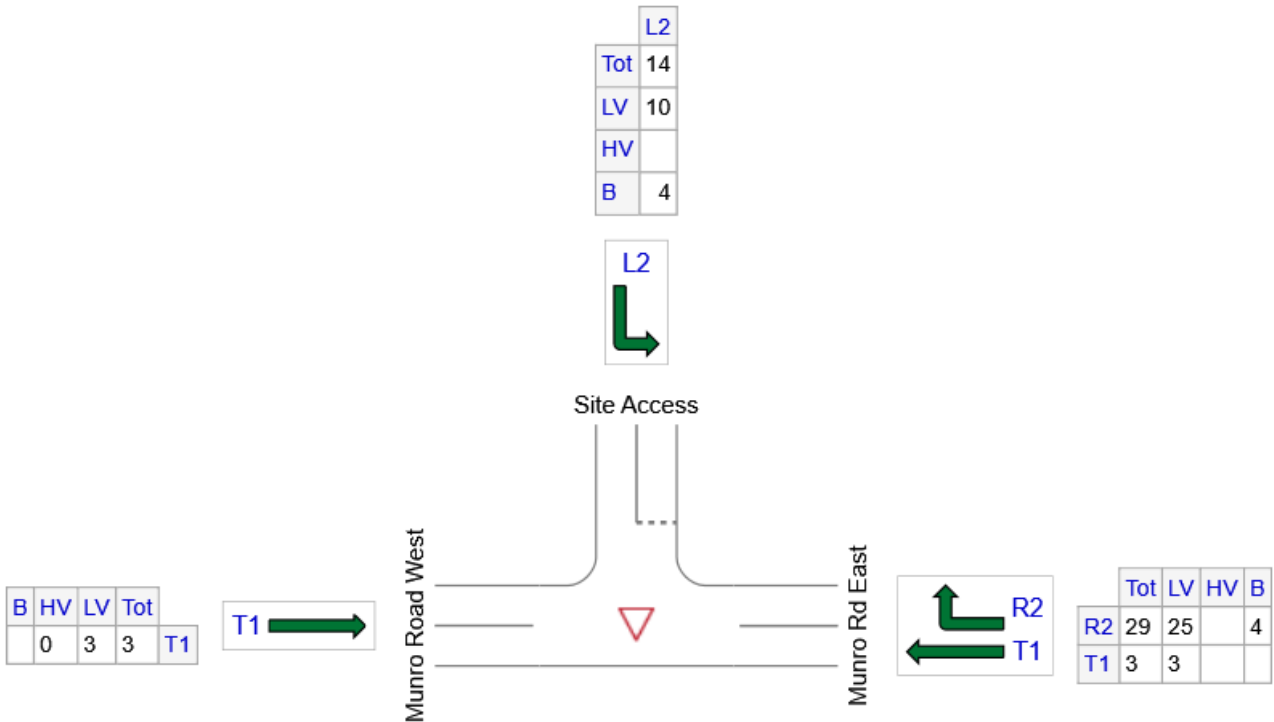 L2
Tot 14
LV 10
HV
B 4
L2
Site Access
Munro Road West
Munro Rd East
B HV LV Tot
0 3 3 T1
T1
R2
T1
Tot LV HV B
R2 29 25 4
T1 3 3